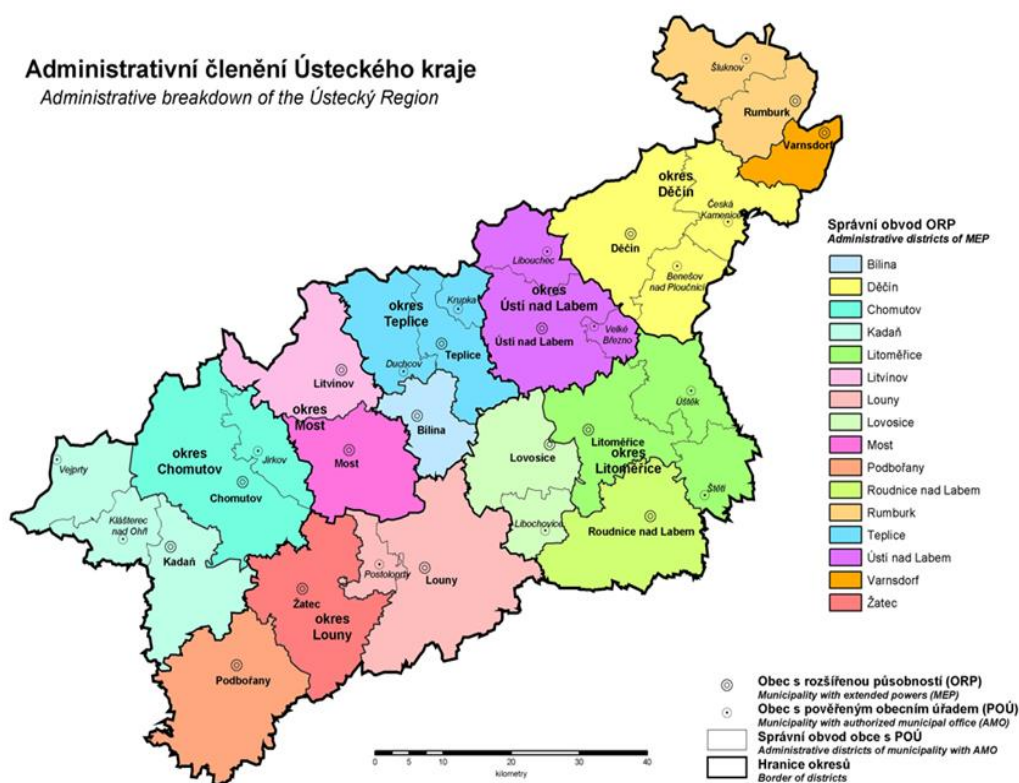 Administrativní členění Ústeckého kraje
Administrative breakdown of the Ústecký Region
Šluknov
Rumburk
Varnsdorf
okres
Děčín
Česká
Kamenice
Děčín
Benešov
nad Ploučnicí
Libouchec
okres
Ústí nad Labem
Ústí nad Labem
Velké
Březno
okres
Teplice
Krupka
Teplice
Duchcov
Bílina
Litvínov
okres
Most
Most
okres
Chomutov
Jirkov
Chomutov
Vejprty
Klášterec
nad Ohří
Kadaň
Úštěk
Litoměřice
okres
Litoměřice
Lovosice
Štětí
Libochovice
Roudnice nad Labem
Postoloprty
Louny
Žatec
okres
Louny
Podbořany
Správní obvod ORP
Administrative districts of MEP
Bílina
Děčín
Chomutov
Kadaň
Litoměřice
Litvínov
Louny
Lovosice
Most
Podbořany
Roudnice nad Labem
Rumburk
Teplice
Ústí nad Labem
Varnsdorf
Žatec
Obec s rozšířenou působností (ORP)
Municipality with extended powers (MEP)
Obec s pověřeným obecním úřadem (POÚ)
Municipality with authorized municipal office (AMO)
Správní obvod obce s POÚ
Administrative districts of municipality with AMO
Hranice okresů
Border of districts
0 5 10 20 30 40
kilometry